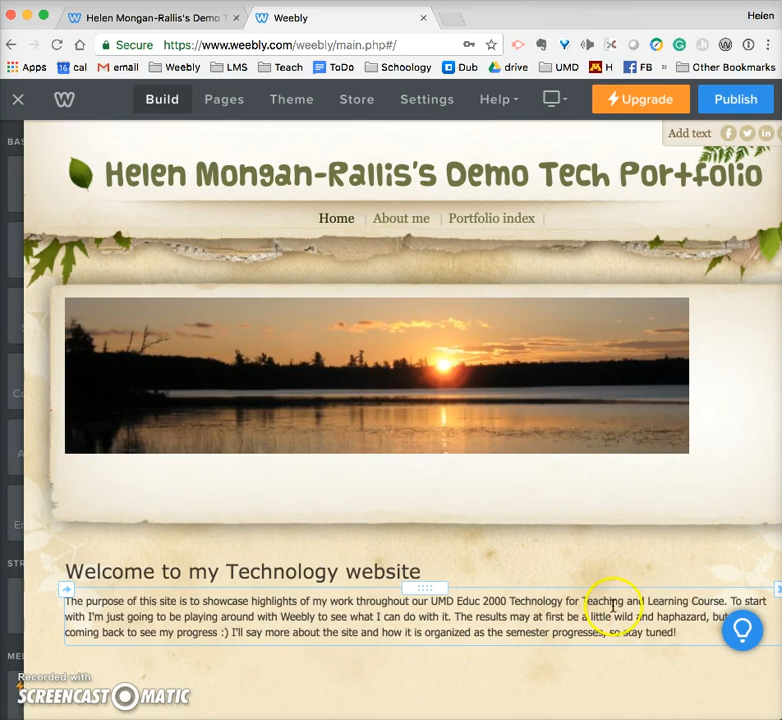 Helen Mongan-Rallis's Demo T
Weebly
Helen
Secure https://www.weebly.com/weebly/main.php#/
Apps cal email Weebly LMS Teach ToDo Schoology Dub drive UMD H FB » Other Bookmarks
Build Pages Theme Store Settings Help Upgrade Publish
Add text
Helen Mongan-Rallis's Demo Tech Portfolio
Home About me Portfolio index
BAS
STR
ME
Welcome to my Technology website
The purpose of this site is to showcase highlights of my work throughout our UMD Educ 2000 Technology for Teaching and Learning Course. To start
with I'm just going to be playing around with Weebly to see what I can do with it. The results may at first be a little wild and haphazard, but
coming back to see my progress :) I'll say more about the site and how it is organized as the semester progresses. Stay tuned!
Recorded with
SCREENCAST MATIC